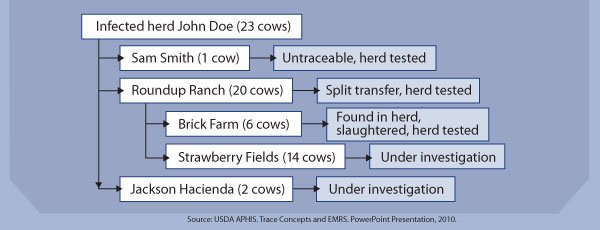 Infected herd John Doe (23 cows)
Sam Smith (1 cow)
Untraceable, herd tested
Roundup Ranch (20 cows)
Split transfer, herd tested
Brick Farm (6 cows)
Found in herd,
slaughtered, herd tested
Strawberry Fields (14 cows)
Under investigation
Jackson Hacienda (2 cows)
Under investigation
Source: USDA APHIS. Trace Concepts and EMRS. PowerPoint Presentation, 2010.